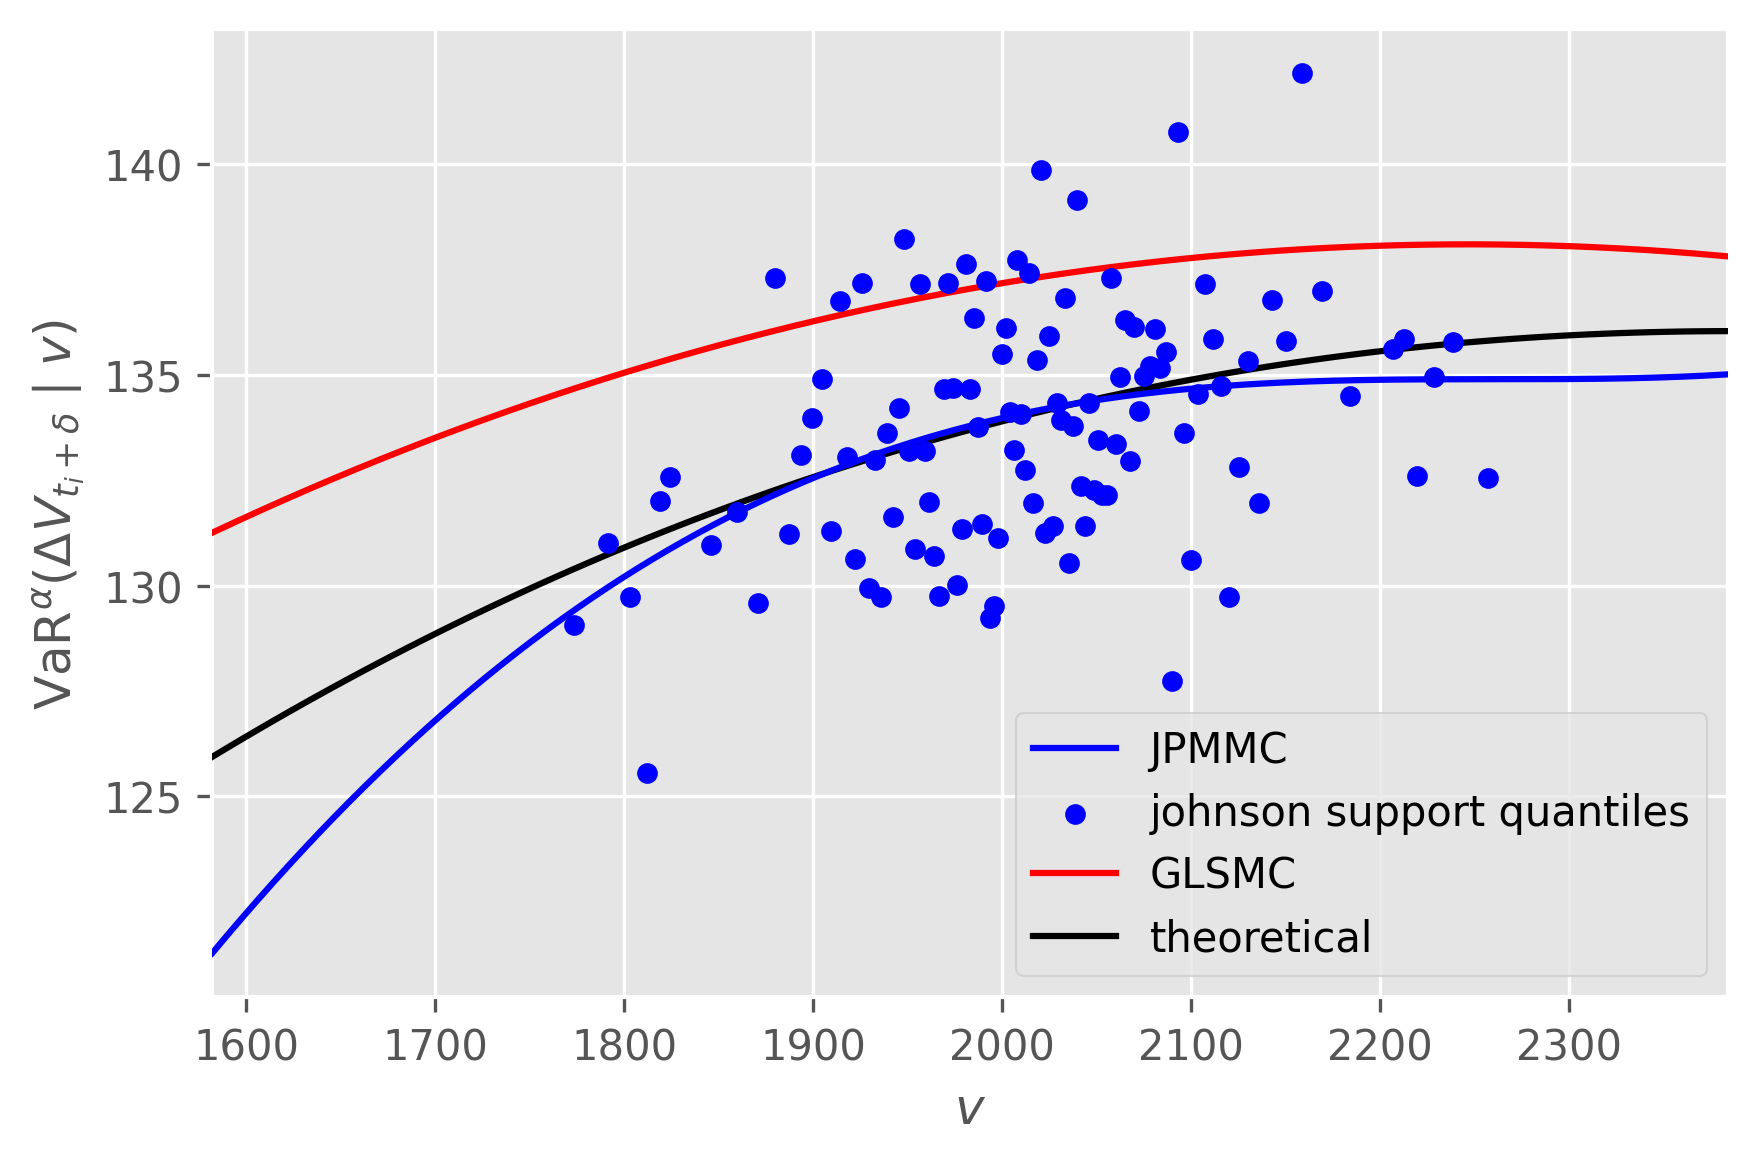 VaR^α(ΔV_{t_i+δ} | v)
140
135
130
125
JPMMC
johnson support quantiles
GLSMC
theoretical
1600 1700 1800 1900 2000 2100 2200 2300
v